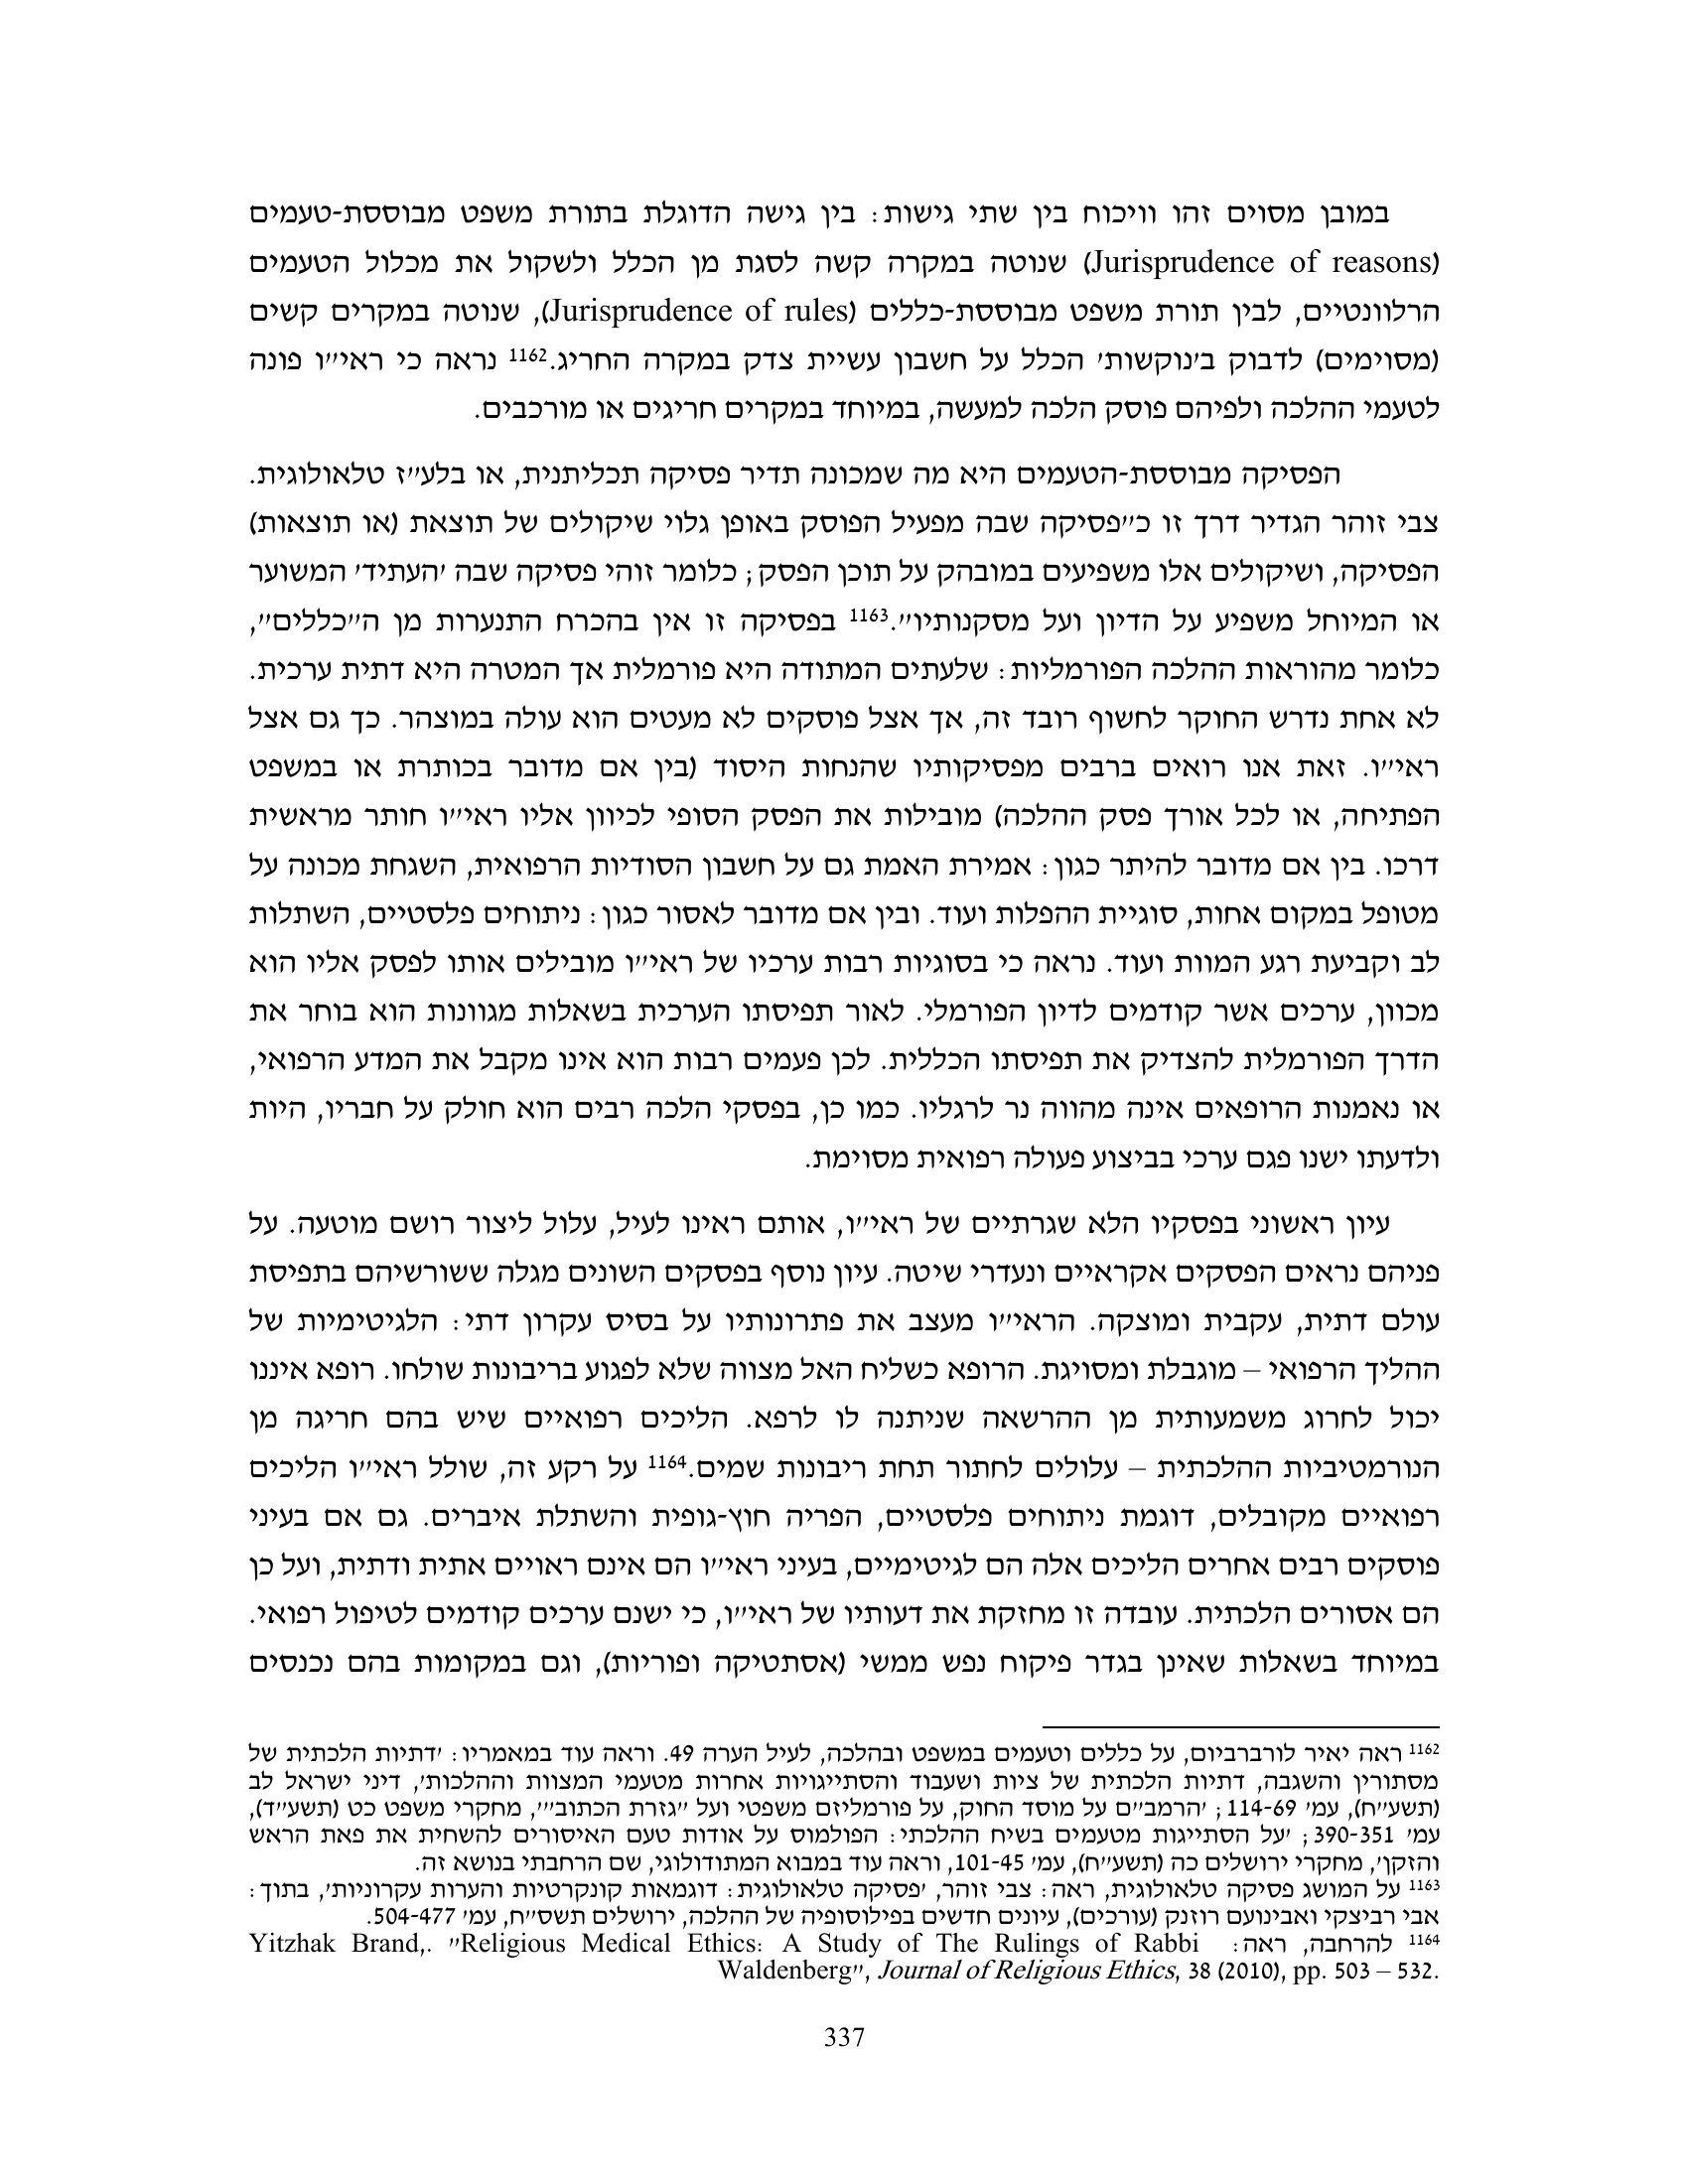 במובן מסוים זהו וויכוח בין שתי גישות: בין גישה הדוגלת בתורת משפט מבוססת-טעמים
(Jurisprudence of reasons) שנוטה במקרה קשה לסגת מן הכלל ולשקול את מכלול הטעמים
הרלוונטיים, לבין תורת משפט מבוססת-כללים (Jurisprudence of rules), שנוטה במקרים קשים
(מסוימים) לדבוק ב'נוקשות' הכלל על חשבון עשיית צדק במקרה החריג.1162 נראה כי ראי"ו פונה
לטעמי ההלכה ולפיהם פוסק הלכה למעשה, במיוחד במקרים חריגים או מורכבים.
הפסיקה מבוססת-הטעמים היא מה שמכונה תדיר פסיקה תכליתנית, או בלע"ז טלאולוגית.
צבי זוהר הגדיר דרך זו כ"פסיקה שבה מפעיל הפוסק באופן גלוי שיקולים של תוצאת (או תוצאות)
הפסיקה, ושיקולים אלו משפיעים במובהק על תוכן הפסק; כלומר זוהי פסיקה שבה 'העתיד' המשוער
או המיוחל משפיע על הדיון ועל מסקנותיו".1163 בפסיקה זו אין בהכרח התנערות מן ה"כללים",
כלומר מהוראות ההלכה הפורמליות: שלעתים המתודה היא פורמלית אך המטרה היא דתית ערכית.
לא אחת נדרש החוקר לחשוף רובד זה, אך אצל פוסקים לא מעטים הוא עולה במוצהר. כך גם אצל
ראי"ו. זאת אנו רואים ברבים מפסיקותיו שהנחות היסוד (בין אם מדובר בכותרת או במשפט
הפתיחה, או לכל אורך פסק ההלכה) מובילות את הפסק הסופי לכיוון אליו ראי"ו חותר מראשית
דרכו. בין אם מדובר להיתר כגון: אמירת האמת גם על חשבון הסודיות הרפואית, השגחת מכונה על
מטופל במקום אחות, סוגיית ההפלות ועוד. ובין אם מדובר לאסור כגון: ניתוחים פלסטיים, השתלות
לב וקביעת רגע המוות ועוד. נראה כי בסוגיות רבות ערכיו של ראי"ו מובילים אותו לפסק אליו הוא
מכוון, ערכים אשר קודמים לדיון הפורמלי. לאור תפיסתו הערכית בשאלות מגוונות הוא בוחר את
הדרך הפורמלית להצדיק את תפיסתו הכללית. לכן פעמים רבות הוא אינו מקבל את המדע הרפואי,
או נאמנות הרופאים אינה מהווה נר לרגליו. כמו כן, בפסקי הלכה רבים הוא חולק על חבריו, היות
ולדעתו ישנו פגם ערכי בביצוע פעולה רפואית מסוימת.
עיון ראשוני בפסקיו הלא שגרתיים של ראי"ו, אותם ראינו לעיל, עלול ליצור רושם מוטעה. על
פניהם נראים הפסקים אקראיים ונעדרי שיטה. עיון נוסף בפסקים השונים מגלה ששורשיהם בתפיסת
עולם דתית, עקבית ומוצקה. הראי"ו מעצב את פתרונותיו על בסיס עקרון דתי: הלגיטימיות של
ההליך הרפואי – מוגבלת ומסויגת. הרופא כשליח האל מצווה שלא לפגוע בריבונות שולחו. רופא איננו
יכול לחרוג משמעותית מן ההרשאה שניתנה לו לרפא. הליכים רפואיים שיש בהם חריגה מן
הנורמטיביות ההלכתית – עלולים לחתור תחת ריבונות שמים.1164 על רקע זה, שולל ראי"ו הליכים
רפואיים מקובלים, דוגמת ניתוחים פלסטיים, הפריה חוץ-גופית והשתלת איברים. גם אם בעיני
פוסקים רבים אחרים הליכים אלה הם לגיטימיים, בעיני ראי"ו הם אינם ראויים אתית ודתית, ועל כן
הם אסורים הלכתית. עובדה זו מחזקת את דעותיו של ראי"ו, כי ישנם ערכים קודמים לטיפול רפואי.
במיוחד בשאלות שאינן בגדר פיקוח נפש ממשי (אסתטיקה ופוריות), וגם במקומות בהם נכנסים
1162 ראה יאיר לורברביום, על כללים וטעמים במשפט ובהלכה, לעיל הערה 49. וראה עוד במאמריו: 'דתיות הלכתית של
מסתורין והשגבה, דתיות הלכתית של ציות ושעבוד והסתייגויות אחרות מטעמי המצוות וההלכות', דיני ישראל לב
(תשע"ח), עמ' 114-69; 'הרמב"ם על מוסד החוק, על פורמליזם משפטי ועל "גזרת הכתוב"', מחקרי משפט כט (תשע"ד),
עמ' 390-351; 'על הסתייגות מטעמים בשיח ההלכתי: הפולמוס על אודות טעם האיסורים להשחית את פאת הראש
והזקן', מחקרי ירושלים כה (תשע"ח), עמ' 101-45, וראה עוד במבוא המתודולוגי, שם הרחבתי בנושא זה.
1163 על המושג פסיקה טלאולוגית, ראה: צבי זוהר, 'פסיקה טלאולוגית: דוגמאות קונקרטיות והערות עקרוניות', בתוך:
אבי רביצקי ואבינועם רוזנק (עורכים), עיונים חדשים בפילוסופיה של ההלכה, ירושלים תשס"ח, עמ' 504-477.
1164 להרחבה, ראה: Yitzhak Brand,. "Religious Medical Ethics: A Study of The Rulings of Rabbi
Waldenberg", Journal of Religious Ethics, 38 (2010), pp. 503 – 532.
337